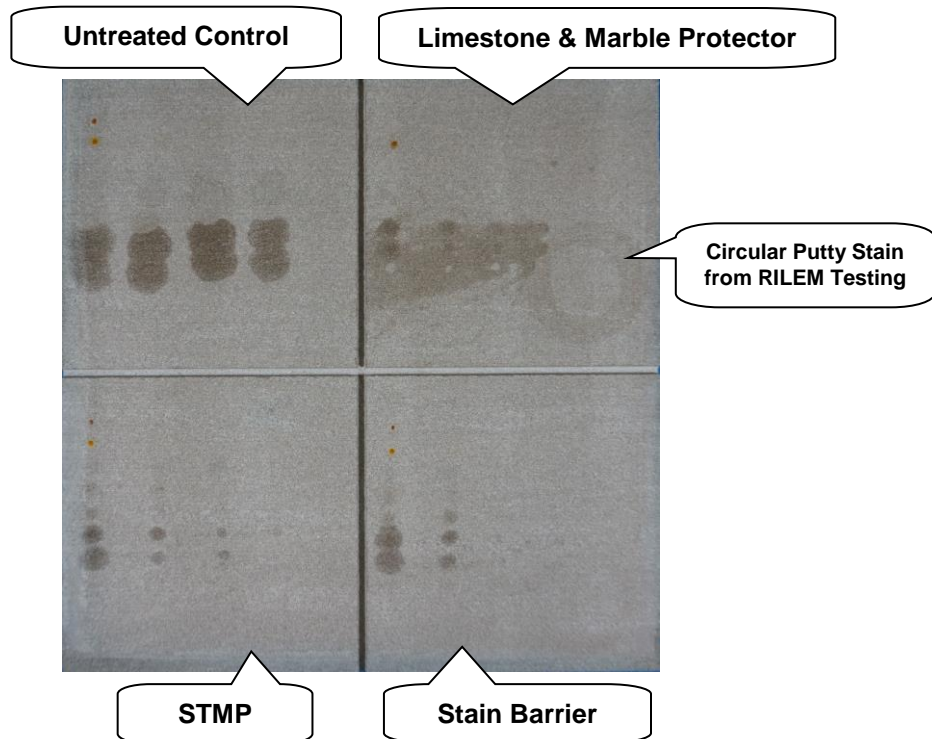 Untreated Control
Limestone & Marble Protector
Circular Putty Stain
from RILEM Testing
STMP
Stain Barrier